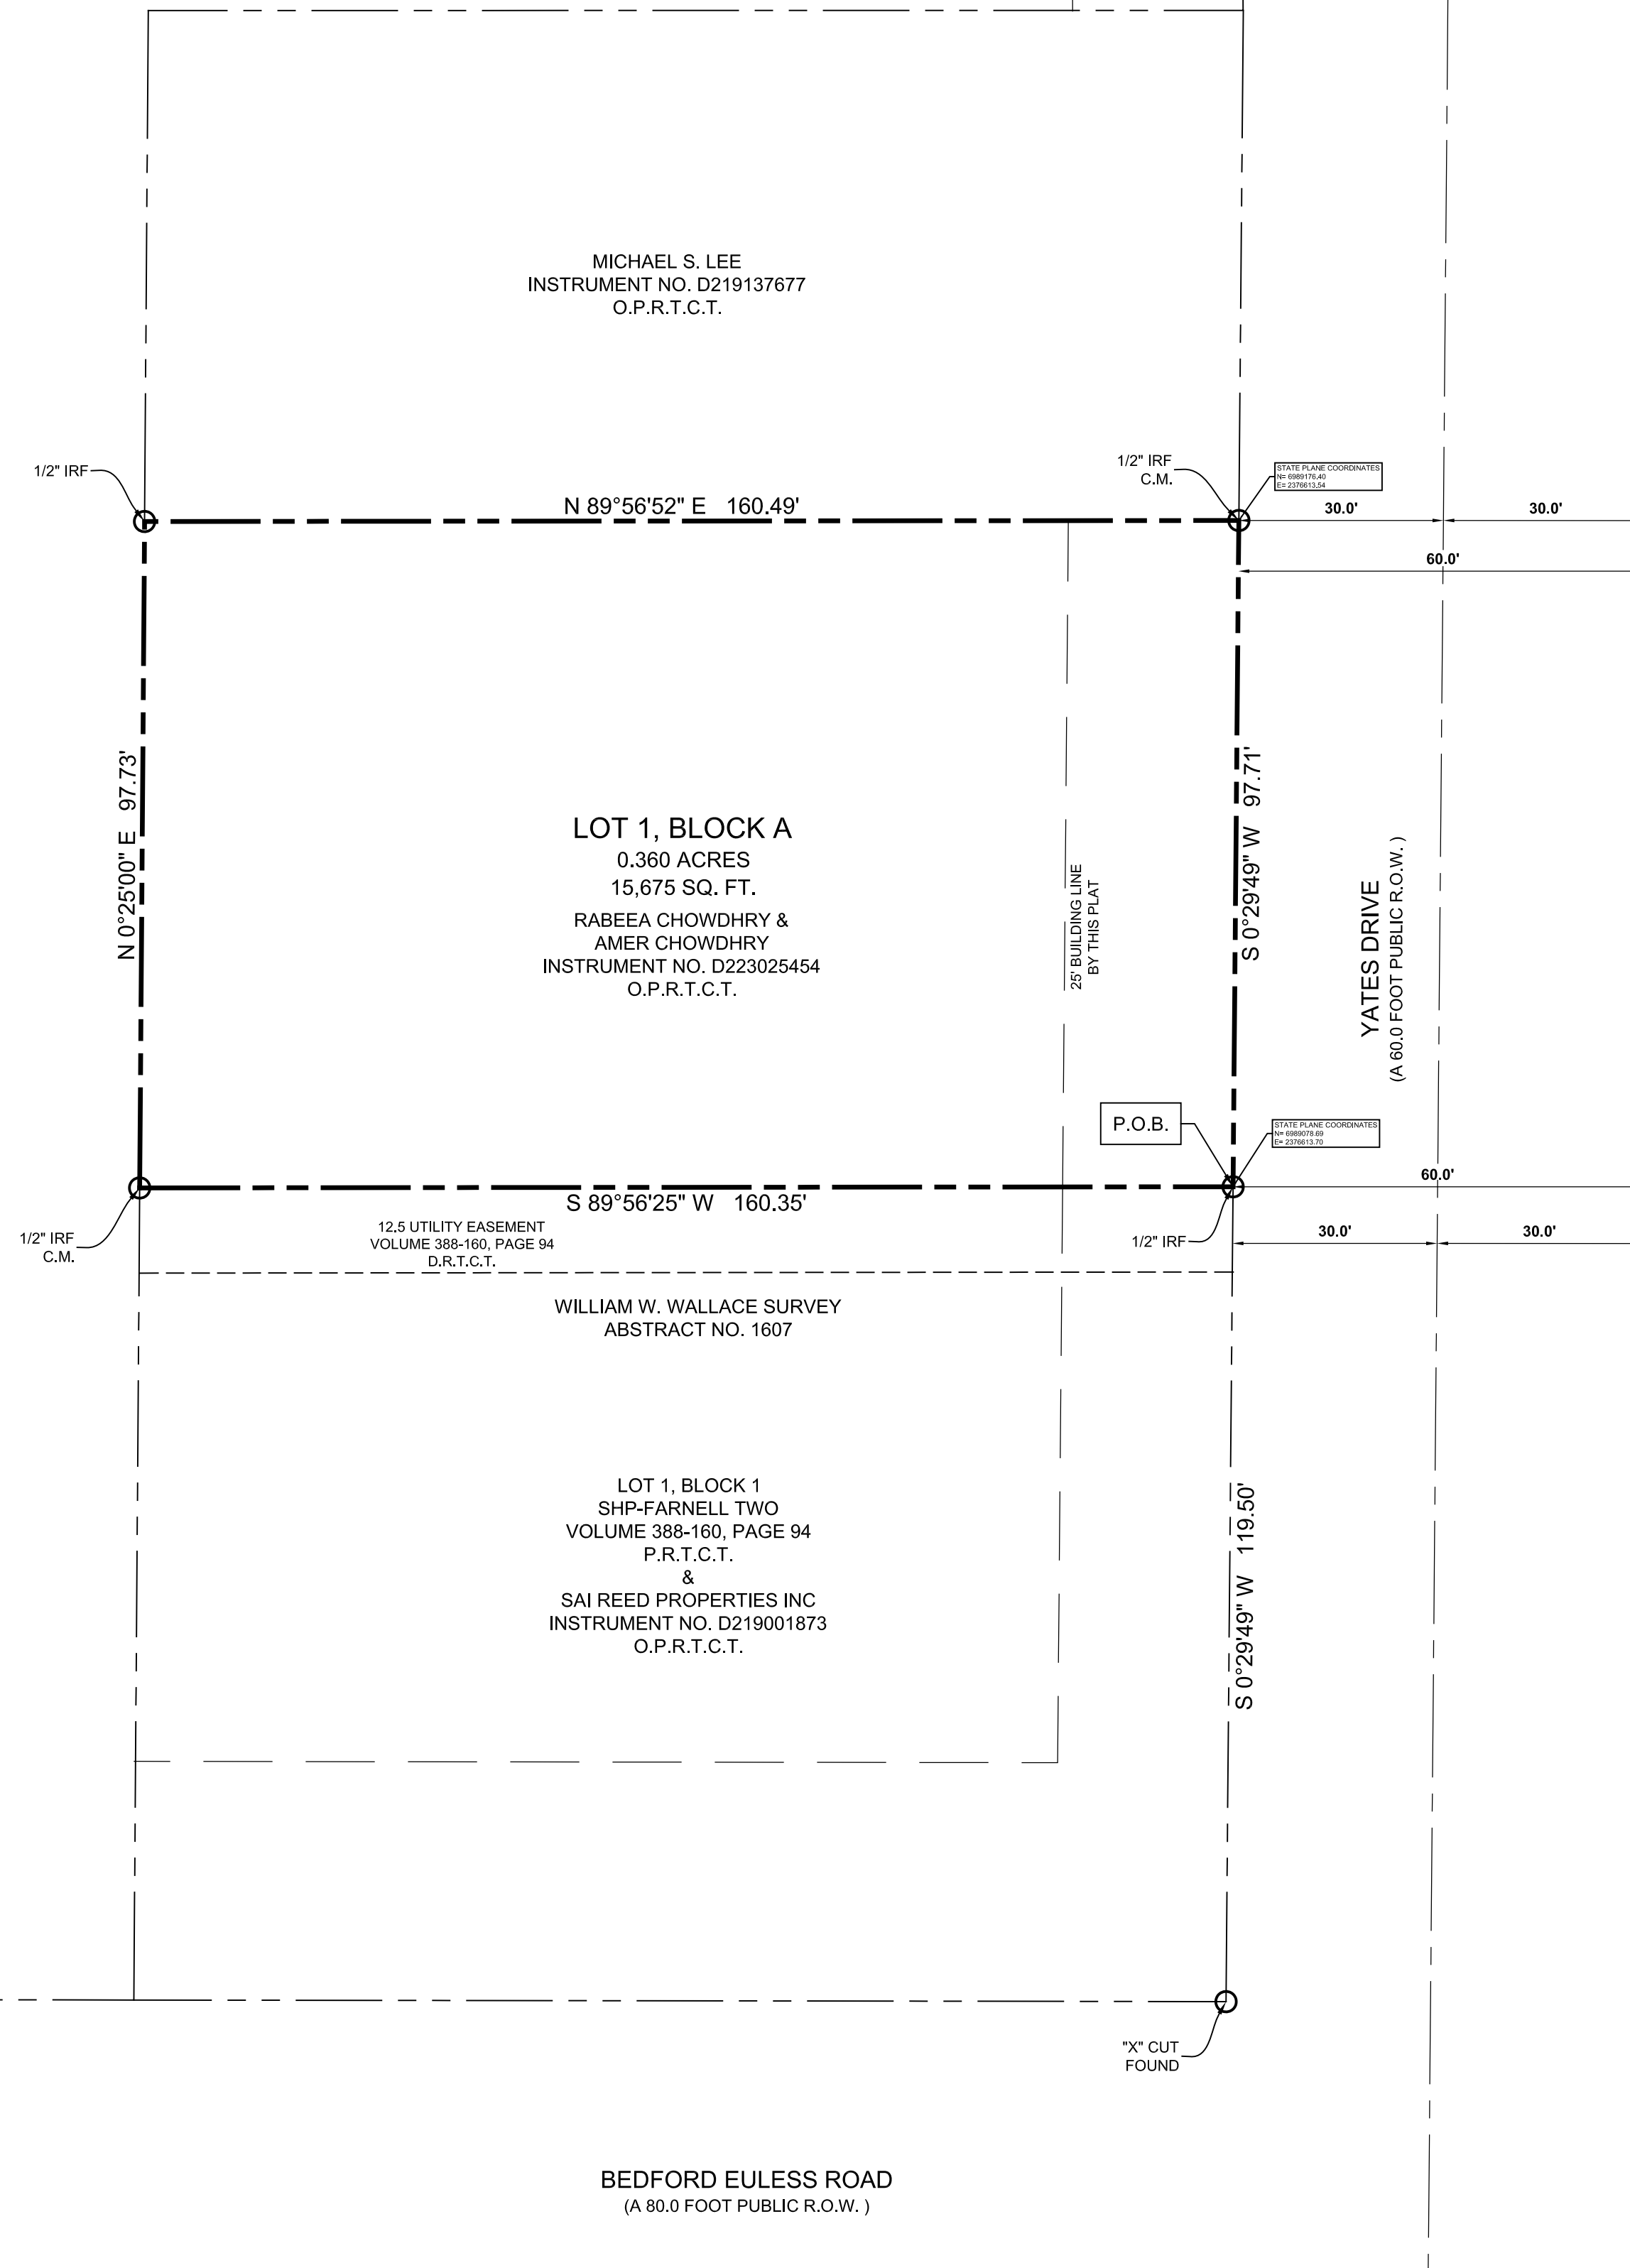 MICHAEL S. LEE
INSTRUMENT NO. D219137677
O.P.R.T.C.T.
1/2" IRF
1/2" IRF
C.M.
STATE PLANE COORDINATES
N= 6989176.40
E= 2376613.54
N 89°56'52" E 160.49'
30.0'
30.0'
60.0'
N 0°25'00" E 97.73'
S 0°29'49" W 97.71'
LOT 1, BLOCK A
0.360 ACRES
15,675 SQ. FT.
RABEEA CHOWDHRY &
AMER CHOWDHRY
INSTRUMENT NO. D223025454
O.P.R.T.C.T.
25' BUILDING LINE
BY THIS PLAT
YATES DRIVE
(A 60.0 FOOT PUBLIC R.O.W. )
P.O.B.
STATE PLANE COORDINATES
N= 6989078.69
E= 2376613.70
60.0'
S 89°56'25" W 160.35'
12.5 UTILITY EASEMENT
VOLUME 388-160, PAGE 94
D.R.T.C.T.
1/2" IRF
C.M.
1/2" IRF
30.0'
30.0'
WILLIAM W. WALLACE SURVEY
ABSTRACT NO. 1607
LOT 1, BLOCK 1
SHP-FARNELL TWO
VOLUME 388-160, PAGE 94
P.R.T.C.T.
&
SAI REED PROPERTIES INC
INSTRUMENT NO. D219001873
O.P.R.T.C.T.
S 0°29'49" W 119.50'
"X" CUT
FOUND
BEDFORD EULESS ROAD
(A 80.0 FOOT PUBLIC R.O.W. )